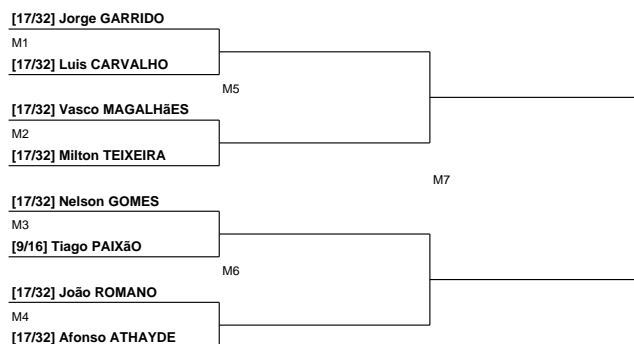 [17/32] Jorge GARRIDO
M1
[17/32] Luis CARVALHO
M5
[17/32] Vasco MAGALHãES
M2
[17/32] Milton TEIXEIRA
M7
[17/32] Nelson GOMES
M3
[9/16] Tiago PAIXãO
M6
[17/32] João ROMANO
M4
[17/32] Afonso ATHAYDE